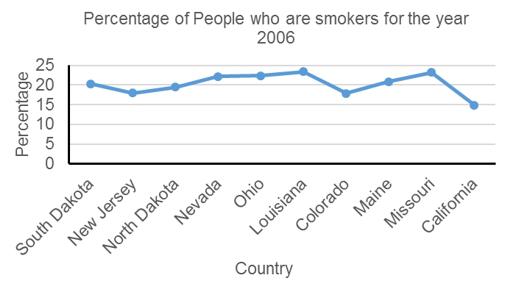 Percentage of People who are smokers for the year
2006
Percentage
25
20
15
10
5
0
South Dakota
New Jersey
North Dakota
Nevada
Ohio
Louisiana
Colorado
Maine
Missouri
California
Country